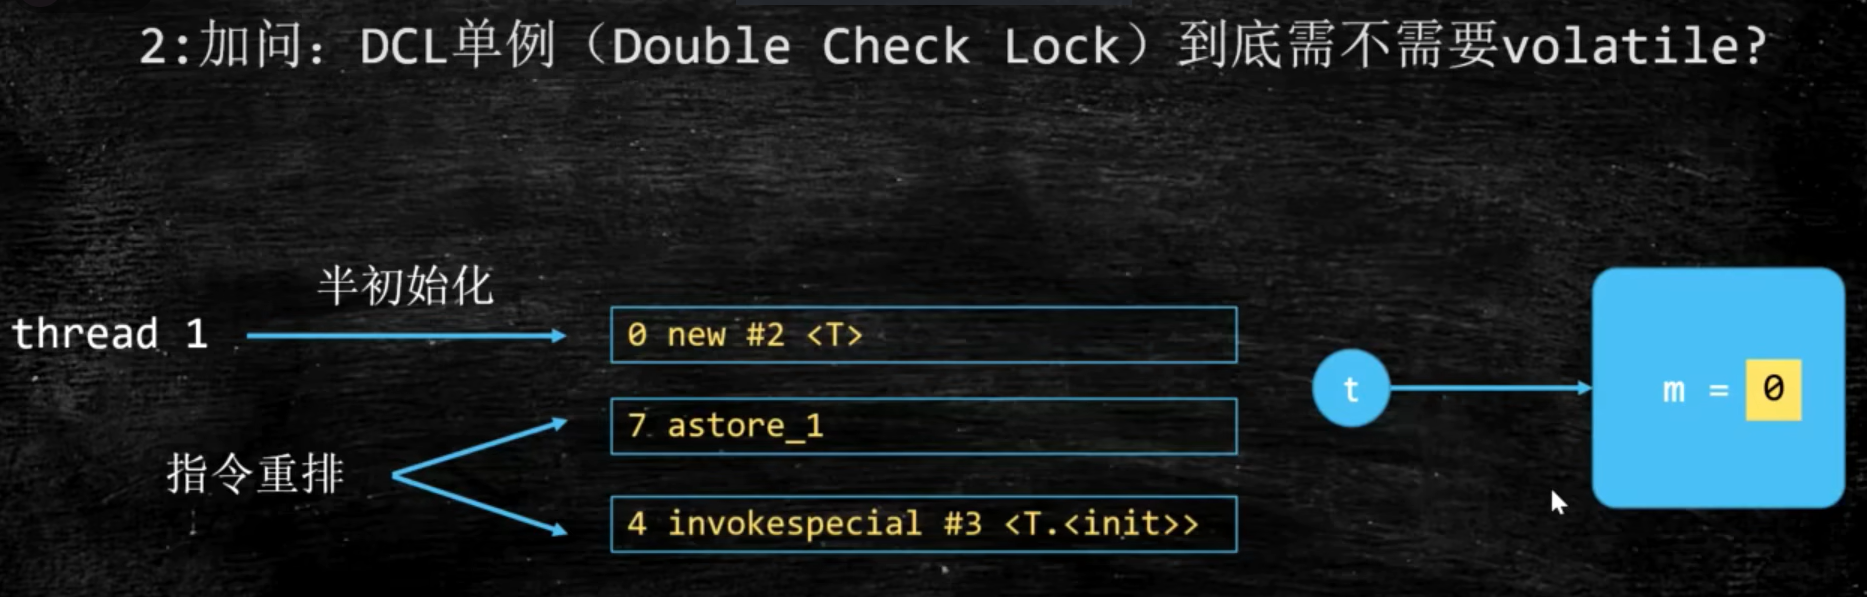 2:加问：DCL单例（Double Check Lock）到底需不需要volatile?
半初始化
thread 1
0 new #2 <T>
7 astore_1
指令重排
4 invokespecial #3 <T.<init>>
t
m = 0